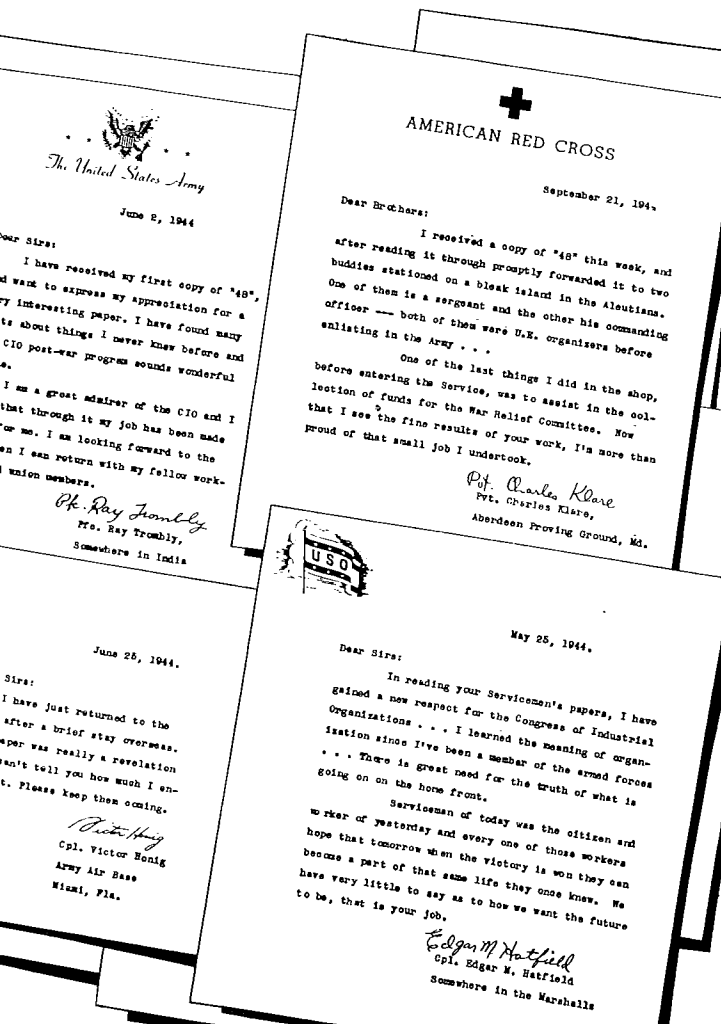 The United States Army
June 2, 1944
ear Sirs:
I have received my first copy of "48",
d want to express my appreciation for a
ry interesting paper. I have found many
ts about things I never knew before and
CIO post-war program sounds wonderful
e.
I am a great admirer of the CIO and I
that through it my job has been made
for me. I am looking forward to the
en I can return with my fellow work-
union members.
Pfc. Ray Trombly
Pfc. Ray Trombly,
Somewhere in India
AMERICAN RED CROSS
September 21, 194
Dear Brothers:
I received a copy of "48" this week, and
after reading it through promptly forwarded it to two
buddies stationed on a bleak island in the Aleutians.
One of them is a sergeant and the other his commanding
officer -- both of them were U.E. organizers before
enlisting in the Army . . .
One of the last things I did in the shop,
before entering the Service, was to assist in the col-
lection of funds for the War Relief Committee. Now
that I see the fine results of your work, I'm more than
proud of that small job I undertook.
Pvt. Charles Klare
Pvt. Charles Klare,
Aberdeen Proving Ground, Md.
June 25, 1944.
Sirs:
I have just returned to the
after a brief stay overseas.
aper was really a revelation
an't tell you how much I en-
t. Please keep them coming.
Victor Honig
Cpl. Victor Honig
Army Air Base
Miami, Fla.
USO
May 25, 1944.
Dear Sirs:
In reading your Servicemen's papers, I have
gained a new respect for the Congress of Industrial
Organizations . . . I learned the meaning of organ-
ization since I've been a member of the armed forces
. . . There is great need for the truth of what is
going on on the home front.
Serviceman of today was the citizen and
worker of yesterday and every one of those workers
hope that tomorrow when the victory is won they can
become a part of that same life they once knew. We
have very little to say as to how we want the future
to be, that is your job.
Edgar M Hatfield
Cpl. Edgar M. Hatfield
Somewhere in the Marshalls